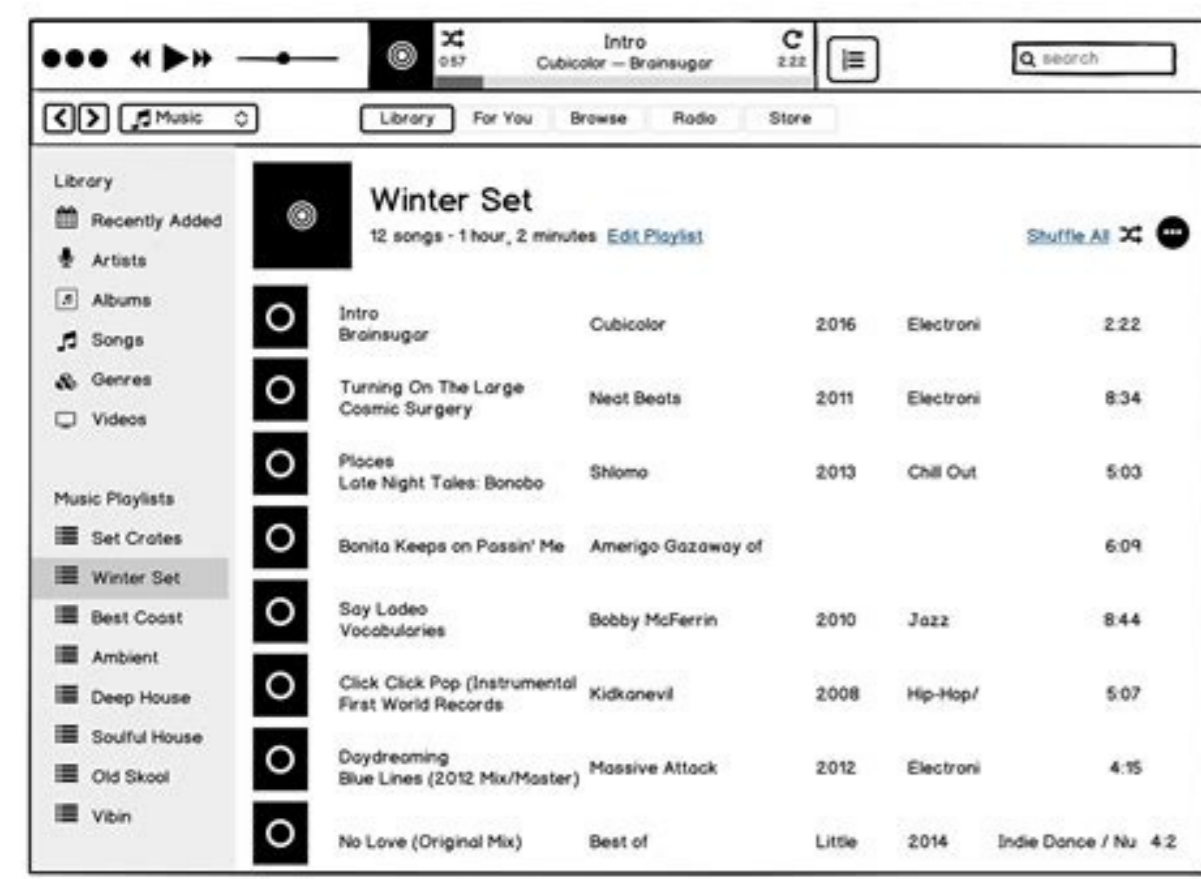 Intro
0:57 Cubicolor — Brainsugar 2:22
search
Music
Library For You Browse Radio Store
Library
Recently Added
Artists
Albums
Songs
Genres
Videos
Music Playlists
Set Crates
Winter Set
Best Coast
Ambient
Deep House
Soulful House
Old Skool
Vibin
Winter Set
12 songs - 1 hour, 2 minutes Edit Playlist
Shuffle All
Intro
Brainsugar Cubicolor 2016 Electroni 2:22
Turning On The Large
Cosmic Surgery Neat Beats 2011 Electroni 8:34
Places
Late Night Tales: Bonobo Shlomo 2013 Chill Out 5:03
Bonita Keeps on Passin' Me Amerigo Gazaway of 6:09
Say Ladeo
Vocabularies Bobby McFerrin 2010 Jazz 8:44
Click Click Pop (Instrumental
First World Records Kidkanevil 2008 Hip-Hop/ 5:07
Daydreaming
Blue Lines (2012 Mix/Master) Massive Attack 2012 Electroni 4:15
No Love (Original Mix) Best of Little 2014 Indie Dance / Nu 4:2